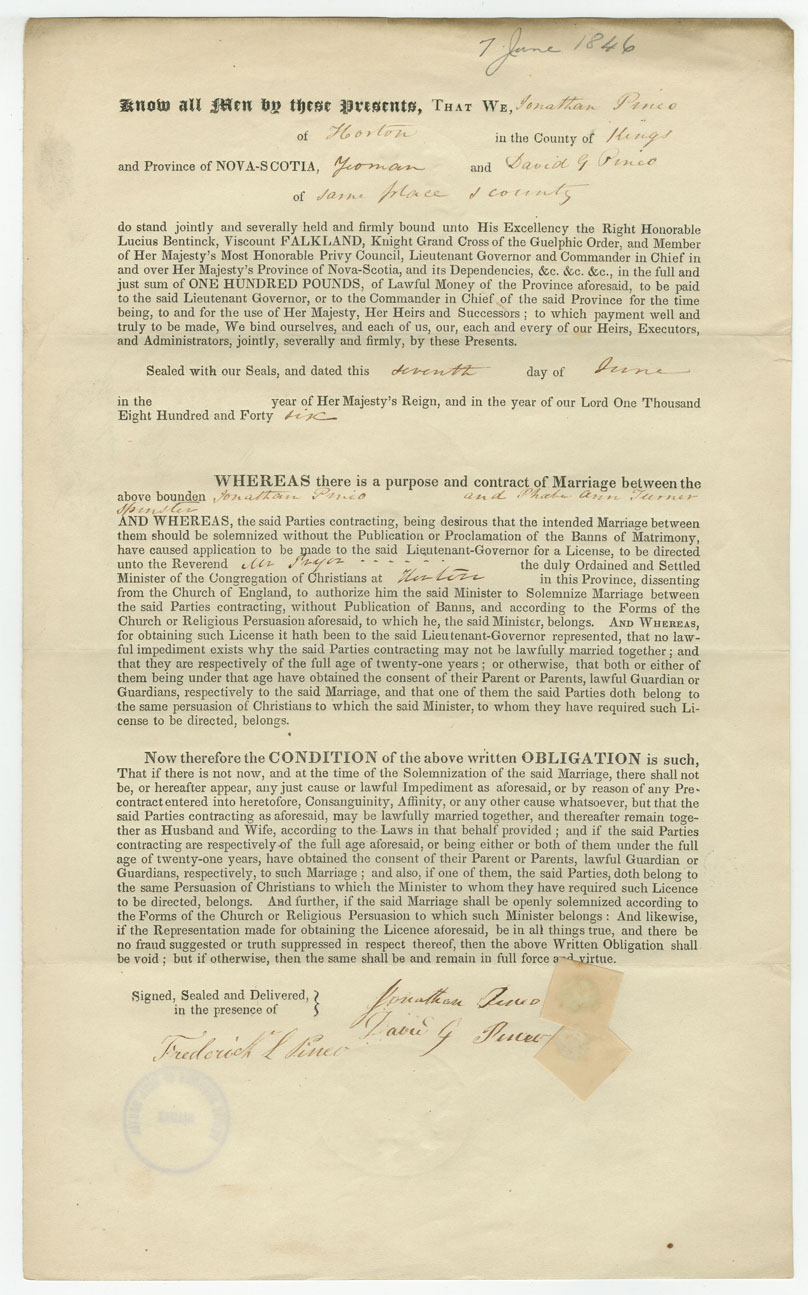 7 June 1846
Know all Men by these Presents, THAT WE, Jonathan Pineo
of Horton in the County of Kings
and Province of NOVA-SCOTIA, Yeoman and David G Pineo
of same place & county
do stand jointly and severally held and firmly bound unto His Excellency the Right Honorable
Lucius Bentinck, Viscount FALKLAND, Knight Grand Cross of the Guelphic Order, and Member
of Her Majesty's Most Honorable Privy Council, Lieutenant Governor and Commander in Chief in
and over Her Majesty's Province of Nova-Scotia, and its Dependencies, &c. &c. &c., in the full and
just sum of ONE HUNDRED POUNDS, of Lawful Money of the Province aforesaid, to be paid
to the said Lieutenant Governor, or to the Commander in Chief of the said Province for the time
being, to and for the use of Her Majesty, Her Heirs and Successors ; to which payment well and
truly to be made, We bind ourselves, and each of us, our, each and every of our Heirs, Executors,
and Administrators, jointly, severally and firmly, by these Presents.
Sealed with our Seals, and dated this seventh day of June
in the year of Her Majesty's Reign, and in the year of our Lord One Thousand
Eight Hundred and Forty six
WHEREAS there is a purpose and contract of Marriage between the
above bounden Jonathan Pineo and Phebe Ann Turner
Spinster
AND WHEREAS, the said Parties contracting, being desirous that the intended Marriage between
them should be solemnized without the Publication or Proclamation of the Banns of Matrimony,
have caused application to be made to the said Lieutenant-Governor for a License, to be directed
unto the Reverend Mr Pryor - - - - - - the duly Ordained and Settled
Minister of the Congregation of Christians at Horton in this Province, dissenting
from the Church of England, to authorize him the said Minister to Solemnize Marriage between
the said Parties contracting, without Publication of Banns, and according to the Forms of the
Church or Religious Persuasion aforesaid, to which he, the said Minister, belongs. AND WHEREAS,
for obtaining such License it hath been to the said Lieutenant-Governor represented, that no law-
ful impediment exists why the said Parties contracting may not be lawfully married together ; and
that they are respectively of the full age of twenty-one years ; or otherwise, that both or either of
them being under that age have obtained the consent of their Parent or Parents, lawful Guardian or
Guardians, respectively to the said Marriage, and that one of them the said Parties doth belong to
the same persuasion of Christians to which the said Minister, to whom they have required such Li-
cense to be directed, belongs.
Now therefore the CONDITION of the above written OBLIGATION is such,
That if there is not now, and at the time of the Solemnization of the said Marriage, there shall not
be, or hereafter appear, any just cause or lawful Impediment as aforesaid, or by reason of any Pre-
contract entered into heretofore, Consanguinity, Affinity, or any other cause whatsoever, but that the
said Parties contracting as aforesaid, may be lawfully married together, and thereafter remain toge-
ther as Husband and Wife, according to the Laws in that behalf provided ; and if the said Parties
contracting are respectively of the full age aforesaid, or being either or both of them under the full
age of twenty-one years, have obtained the consent of their Parent or Parents, lawful Guardian or
Guardians, respectively, to such Marriage ; and also, if one of them, the said Parties, doth belong to
the same Persuasion of Christians to which the Minister to whom they have required such Licence
to be directed, belongs. And further, if the said Marriage shall be openly solemnized according to
the Forms of the Church or Religious Persuasion to which such Minister belongs : And likewise,
if the Representation made for obtaining the Licence aforesaid, be in all things true, and there be
no fraud suggested or truth suppressed in respect thereof, then the above Written Obligation shall
be void ; but if otherwise, then the same shall be and remain in full force and virtue.
Signed, Sealed and Delivered,
in the presence of
Jonathan Pineo
David G Pineo
Frederick L Pineo